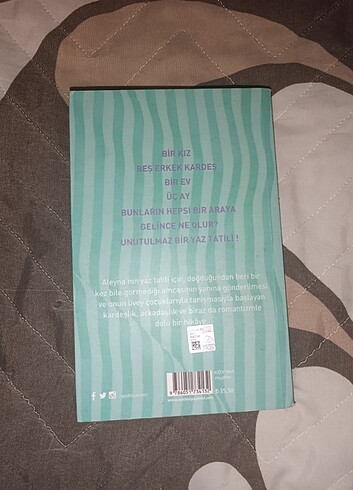 BİR KIZ
BEŞ ERKEK KARDEŞ
BİR EV
ÜÇ AY
BUNLARIN HEPSİ BİR ARAYA
GELİNCE NE OLUR?
UNUTULMAZ BİR YAZ TATİLİ!
Aleyna'nın yaz tatili için, doğduğundan beri bir
kez bile görmediği amcasının yanına gönderilmesi
ve onun üvey çocuklarıyla tanışmasıyla başlayan
kardeşlik, arkadaşlık ve biraz da romantizmle
dolu bir hikâye...